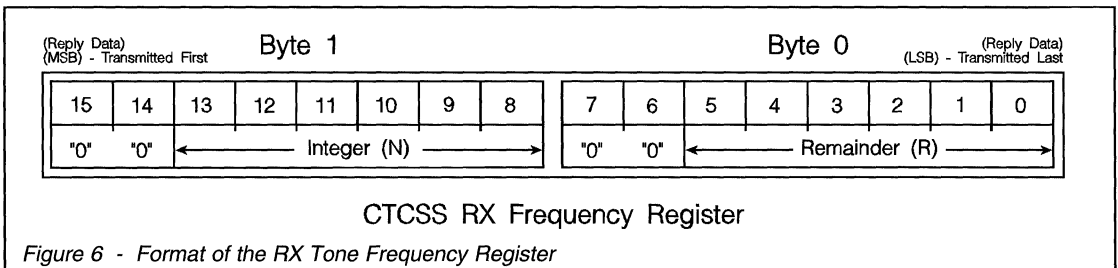 (Reply Data)
(MSB) - Transmitted First
Byte 1
Byte 0
(Reply Data)
(LSB) - Transmitted Last
15 14 13 12 11 10 9 8 7 6 5 4 3 2 1 0
"0" "0" Integer (N) "0" "0" Remainder (R)
CTCSS RX Frequency Register
Figure 6 - Format of the RX Tone Frequency Register